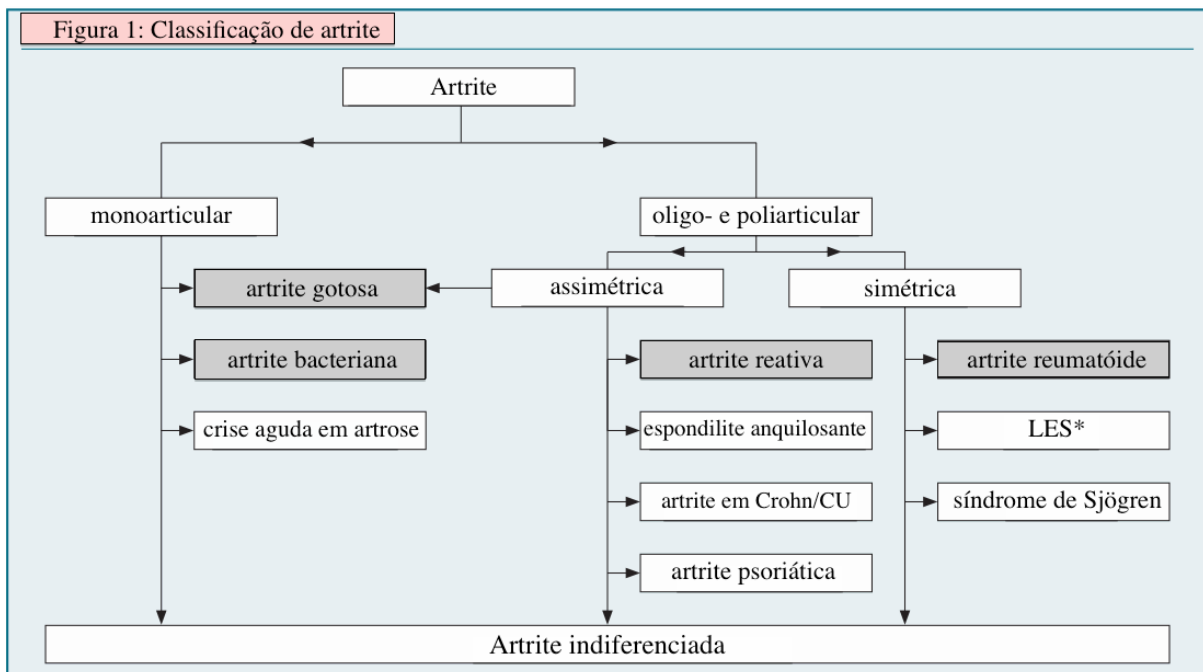 Figura 1: Classificação de artrite
Artrite
monoarticular
oligo- e poliarticular
artrite gotosa
assimétrica
simétrica
artrite bacteriana
artrite reativa
artrite reumatóide
crise aguda em artrose
espondilite anquilosante
LES*
artrite em Crohn/CU
síndrome de Sjögren
artrite psoriática
Artrite indiferenciada